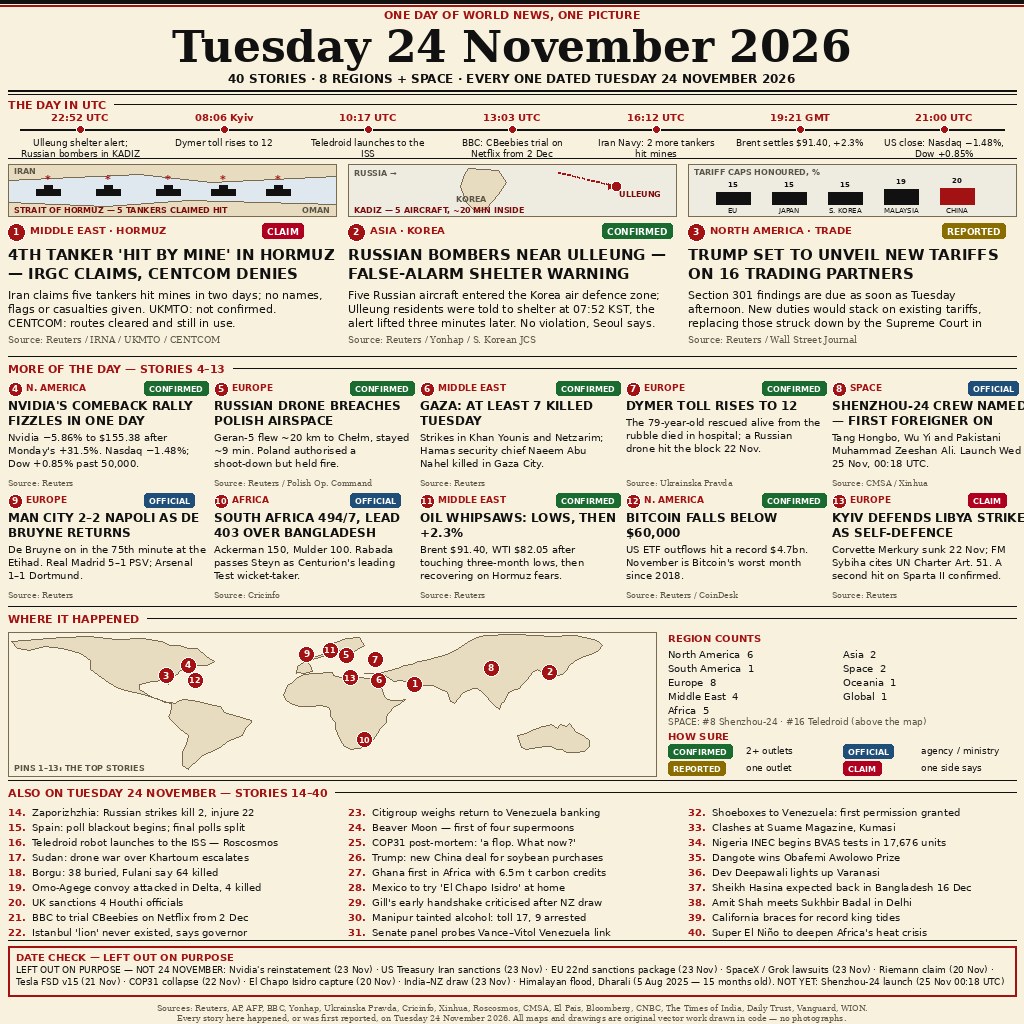 ONE DAY OF WORLD NEWS, ONE PICTURE
Tuesday 24 November 2026
40 STORIES · 8 REGIONS + SPACE · EVERY ONE DATED TUESDAY 24 NOVEMBER 2026
THE DAY IN UTC
22:52 UTC
Ulleung shelter alert;
Russian bombers in KADIZ
08:06 Kyiv
Dymer toll rises to 12
10:17 UTC
Teledroid launches to the
ISS
13:03 UTC
BBC: CBeebies trial on
Netflix from 2 Dec
16:12 UTC
Iran Navy: 2 more tankers
hit mines
19:21 GMT
Brent settles $91.40, +2.3%
21:00 UTC
US close: Nasdaq −1.48%,
Dow +0.85%
IRAN
* * * * *
STRAIT OF HORMUZ — 5 TANKERS CLAIMED HIT
OMAN
RUSSIA →
KOREA
ULLEUNG
KADIZ — 5 AIRCRAFT, ~20 MIN INSIDE
TARIFF CAPS HONOURED, %
15 15 15 19 20
EU JAPAN S. KOREA MALAYSIA CHINA
1 MIDDLE EAST · HORMUZ CLAIM
4TH TANKER 'HIT BY MINE' IN HORMUZ
— IRGC CLAIMS, CENTCOM DENIES
Iran claims five tankers hit mines in two days; no names,
flags or casualties given. UKMTO: not confirmed.
CENTCOM: routes cleared and still in use.
Source: Reuters / IRNA / UKMTO / CENTCOM
2 ASIA · KOREA CONFIRMED
RUSSIAN BOMBERS NEAR ULLEUNG —
FALSE-ALARM SHELTER WARNING
Five Russian aircraft entered the Korea air defence zone;
Ulleung residents were told to shelter at 07:52 KST, the
alert lifted three minutes later. No violation, Seoul says.
Source: Reuters / Yonhap / S. Korean JCS
3 NORTH AMERICA · TRADE REPORTED
TRUMP SET TO UNVEIL NEW TARIFFS
ON 16 TRADING PARTNERS
Section 301 findings are due as soon as Tuesday
afternoon. New duties would stack on existing tariffs,
replacing those struck down by the Supreme Court in
Source: Reuters / Wall Street Journal
MORE OF THE DAY — STORIES 4–13
4 N. AMERICA CONFIRMED
NVIDIA'S COMEBACK RALLY
FIZZLES IN ONE DAY
Nvidia −5.86% to $155.38 after
Monday's +31.5%. Nasdaq −1.48%;
Dow +0.85% past 50,000.
Source: Reuters
5 EUROPE CONFIRMED
RUSSIAN DRONE BREACHES
POLISH AIRSPACE
Geran-5 flew ~20 km to Chełm, stayed
~9 min. Poland authorised a
shoot-down but held fire.
Source: Reuters / Polish Op. Command
6 MIDDLE EAST CONFIRMED
GAZA: AT LEAST 7 KILLED
TUESDAY
Strikes in Khan Younis and Netzarim;
Hamas security chief Naeem Abu
Nahel killed in Gaza City.
Source: Reuters
7 EUROPE CONFIRMED
DYMER TOLL RISES TO 12
The 79-year-old rescued alive from the
rubble died in hospital; a Russian
drone hit the block 22 Nov.
Source: Ukrainska Pravda
8 SPACE OFFICIAL
SHENZHOU-24 CREW NAMED
— FIRST FOREIGNER ON
Tang Hongbo, Wu Yi and Pakistani
Muhammad Zeeshan Ali. Launch Wed
25 Nov, 00:18 UTC.
Source: CMSA / Xinhua
9 EUROPE OFFICIAL
MAN CITY 2–2 NAPOLI AS DE
BRUYNE RETURNS
De Bruyne on in the 75th minute at the
Etihad. Real Madrid 5–1 PSV; Arsenal
1–1 Dortmund.
Source: Reuters
10 AFRICA OFFICIAL
SOUTH AFRICA 494/7, LEAD
403 OVER BANGLADESH
Ackerman 150, Mulder 100. Rabada
passes Steyn as Centurion's leading
Test wicket-taker.
Source: Cricinfo
11 MIDDLE EAST CONFIRMED
OIL WHIPSAWS: LOWS, THEN
+2.3%
Brent $91.40, WTI $82.05 after
touching three-month lows, then
recovering on Hormuz fears.
Source: Reuters
12 N. AMERICA CONFIRMED
BITCOIN FALLS BELOW
$60,000
US ETF outflows hit a record $4.7bn.
November is Bitcoin's worst month
since 2018.
Source: Reuters / CoinDesk
13 EUROPE CLAIM
KYIV DEFENDS LIBYA STRIKE
AS SELF-DEFENCE
Corvette Merkury sunk 22 Nov; FM
Sybiha cites UN Charter Art. 51. A
second hit on Sparta II confirmed.
Source: Reuters
WHERE IT HAPPENED
3 4 12 9 11 5 7 13 6 1 8 2 10
PINS 1–13: THE TOP STORIES
REGION COUNTS
North America 6 Asia 2
South America 1 Space 2
Europe 8 Oceania 1
Middle East 4 Global 1
Africa 5
SPACE: #8 Shenzhou-24 · #16 Teledroid (above the map)
HOW SURE
CONFIRMED 2+ outlets OFFICIAL agency / ministry
REPORTED one outlet CLAIM one side says
ALSO ON TUESDAY 24 NOVEMBER — STORIES 14–40
14. Zaporizhzhia: Russian strikes kill 2, injure 22
15. Spain: poll blackout begins; final polls split
16. Teledroid robot launches to the ISS — Roscosmos
17. Sudan: drone war over Khartoum escalates
18. Borgu: 38 buried, Fulani say 64 killed
19. Omo-Agege convoy attacked in Delta, 4 killed
20. UK sanctions 4 Houthi officials
21. BBC to trial CBeebies on Netflix from 2 Dec
22. Istanbul 'lion' never existed, says governor
23. Citigroup weighs return to Venezuela banking
24. Beaver Moon — first of four supermoons
25. COP31 post-mortem: 'a flop. What now?'
26. Trump: new China deal for soybean purchases
27. Ghana first in Africa with 6.5m t carbon credits
28. Mexico to try 'El Chapo Isidro' at home
29. Gill's early handshake criticised after NZ draw
30. Manipur tainted alcohol: toll 17, 9 arrested
31. Senate panel probes Vance–Vitol Venezuela link
32. Shoeboxes to Venezuela: first permission granted
33. Clashes at Suame Magazine, Kumasi
34. Nigeria INEC begins BVAS tests in 17,676 units
35. Dangote wins Obafemi Awolowo Prize
36. Dev Deepawali lights up Varanasi
37. Sheikh Hasina expected back in Bangladesh 16 Dec
38. Amit Shah meets Sukhbir Badal in Delhi
39. California braces for record king tides
40. Super El Niño to deepen Africa's heat crisis
DATE CHECK — LEFT OUT ON PURPOSE
LEFT OUT ON PURPOSE — NOT 24 NOVEMBER: Nvidia's reinstatement (23 Nov) · US Treasury Iran sanctions (23 Nov) · EU 22nd sanctions package (23 Nov) · SpaceX / Grok lawsuits (23 Nov) · Riemann claim (20 Nov) ·
Tesla FSD v15 (21 Nov) · COP31 collapse (22 Nov) · El Chapo Isidro capture (20 Nov) · India–NZ draw (23 Nov) · Himalayan flood, Dharali (5 Aug 2025 — 15 months old). NOT YET: Shenzhou-24 launch (25 Nov 00:18 UTC)
Sources: Reuters, AP, AFP, BBC, Yonhap, Ukrainska Pravda, Cricinfo, Xinhua, Roscosmos, CMSA, El País, Bloomberg, CNBC, The Times of India, Daily Trust, Vanguard, WION.
Every story here happened, or was first reported, on Tuesday 24 November 2026. All maps and drawings are original vector work drawn in code — no photographs.